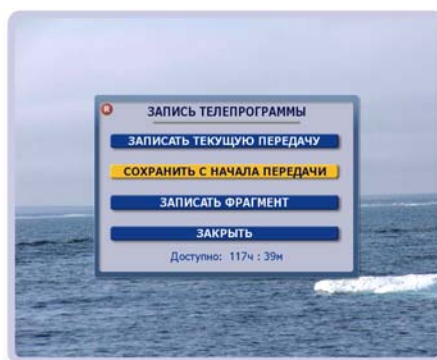 R
ЗАПИСЬ ТЕЛЕПРОГРАММЫ
ЗАПИСАТЬ ТЕКУЩУЮ ПЕРЕДАЧУ
СОХРАНИТЬ С НАЧАЛА ПЕРЕДАЧИ
ЗАПИСАТЬ ФРАГМЕНТ
ЗАКРЫТЬ
Доступно: 117ч : 39м